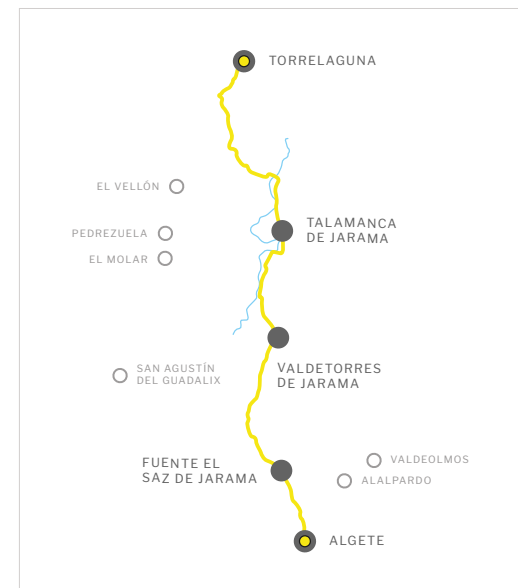 TORRELAGUNA
EL VELLÓN
TALAMANCA
DE JARAMA
PEDREZUELA
EL MOLAR
VALDETORRES
DE JARAMA
SAN AGUSTÍN
DEL GUADALIX
FUENTE EL
SAZ DE JARAMA
VALDEOLMOS
ALALPARDO
ALGETE